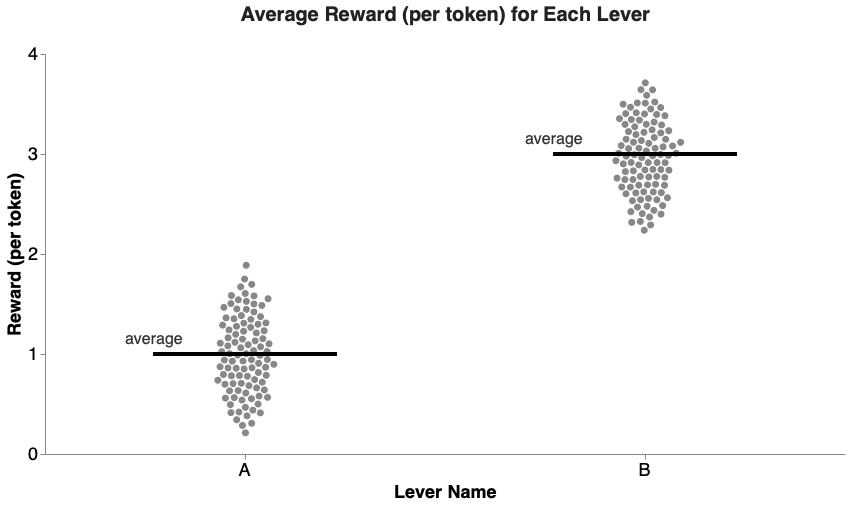 Average Reward (per token) for Each Lever
Reward (per token)
4
3
2
1
0
average
average
A
B
Lever Name